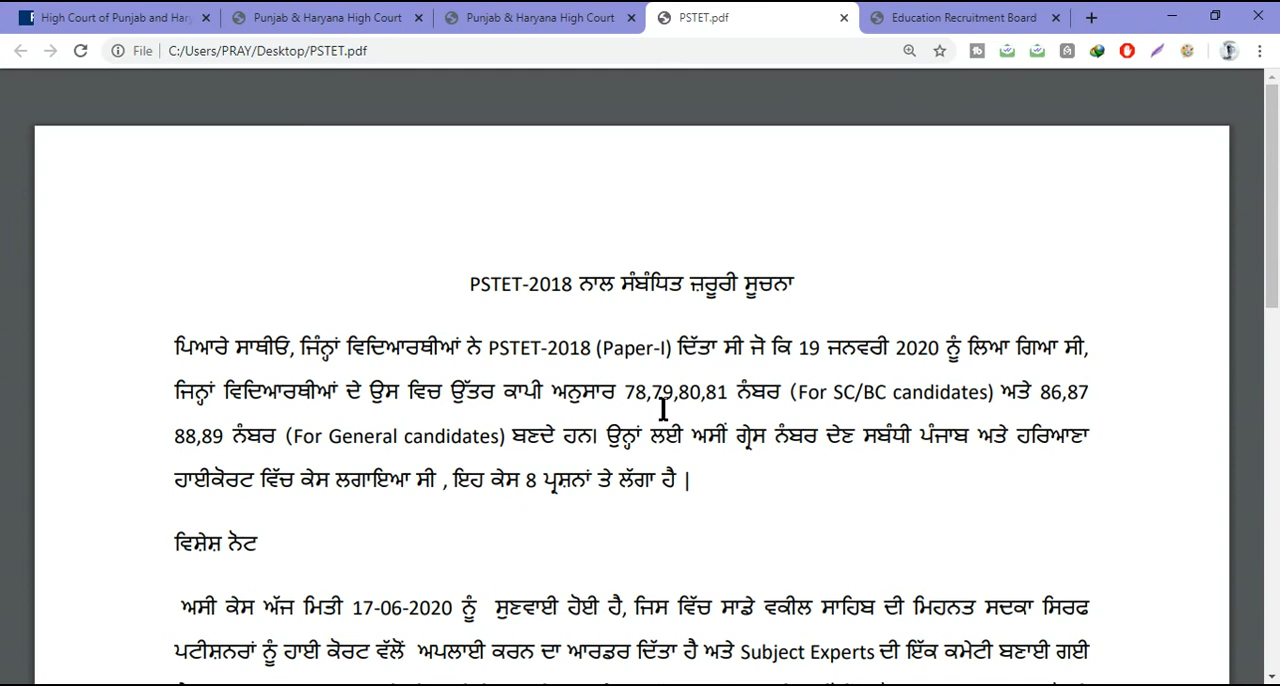 High Court of Punjab and Har
Punjab & Haryana High Court
Punjab & Haryana High Court
PSTET.pdf
Education Recruitment Board
File
C:/Users/PRAY/Desktop/PSTET.pdf
PSTET-2018 ਨਾਲ ਸੰਬੰਧਿਤ ਜ਼ਰੂਰੀ ਸੂਚਨਾ
ਪਿਆਰੇ ਸਾਥੀਓ, ਜਿੰਨ੍ਹਾਂ ਵਿਦਿਆਰਥੀਆਂ ਨੇ PSTET-2018 (Paper-I) ਦਿੱਤਾ ਸੀ ਜੋ ਕਿ 19 ਜਨਵਰੀ 2020 ਨੂੰ ਲਿਆ ਗਿਆ ਸੀ,
ਜਿਨ੍ਹਾਂ ਵਿਦਿਆਰਥੀਆਂ ਦੇ ਉਸ ਵਿਚ ਉੱਤਰ ਕਾਪੀ ਅਨੁਸਾਰ 78,79,80,81 ਨੰਬਰ (For SC/BC candidates) ਅਤੇ 86,87
88,89 ਨੰਬਰ (For General candidates) ਬਣਦੇ ਹਨ। ਉਨ੍ਹਾਂ ਲਈ ਅਸੀਂ ਗ੍ਰੇਸ ਨੰਬਰ ਦੇਣ ਸਬੰਧੀ ਪੰਜਾਬ ਅਤੇ ਹਰਿਆਣਾ
ਹਾਈਕੋਰਟ ਵਿੱਚ ਕੇਸ ਲਗਾਇਆ ਸੀ , ਇਹ ਕੇਸ 8 ਪ੍ਰਸ਼ਨਾਂ ਤੇ ਲੱਗਾ ਹੈ |
ਵਿਸ਼ੇਸ਼ ਨੋਟ
ਅਸੀ ਕੇਸ ਅੱਜ ਮਿਤੀ 17-06-2020 ਨੂੰ ਸੁਣਵਾਈ ਹੋਈ ਹੈ, ਜਿਸ ਵਿੱਚ ਸਾਡੇ ਵਕੀਲ ਸਾਹਿਬ ਦੀ ਮਿਹਨਤ ਸਦਕਾ ਸਿਰਫ
ਪਟੀਸ਼ਨਰਾਂ ਨੂੰ ਹਾਈ ਕੋਰਟ ਵੱਲੋਂ ਅਪਲਾਈ ਕਰਨ ਦਾ ਆਰਡਰ ਦਿੱਤਾ ਹੈ ਅਤੇ Subject Experts ਦੀ ਇੱਕ ਕਮੇਟੀ ਬਣਾਈ ਗਈ